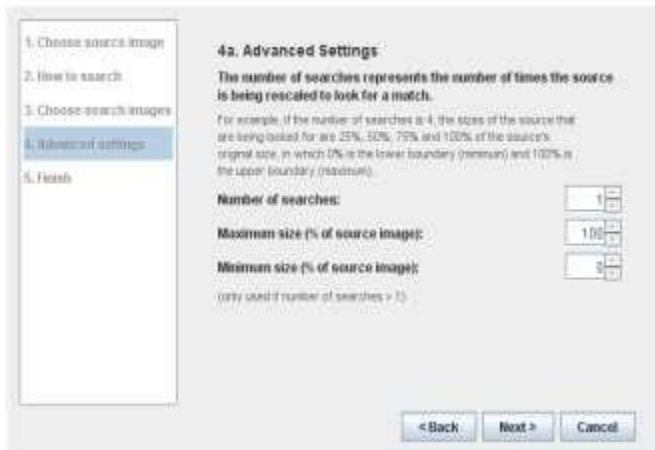 1. Choose source image
2. How to search
3. Choose search images
4. Advanced settings
5. Finish
4a. Advanced Settings
The number of searches represents the number of times the source
is being rescaled to look for a match.
For example, if the number of searches is 4, the sizes of the source that
are being looked for are 25%, 50%, 75% and 100% of the source's
original size, in which 0% is the lower boundary (minimum) and 100% is
the upper boundary (maximum).
Number of searches:
1
Maximum size (% of source image):
100
Minimum size (% of source image):
0
(only used if number of searches > 1)
< Back
Next >
Cancel